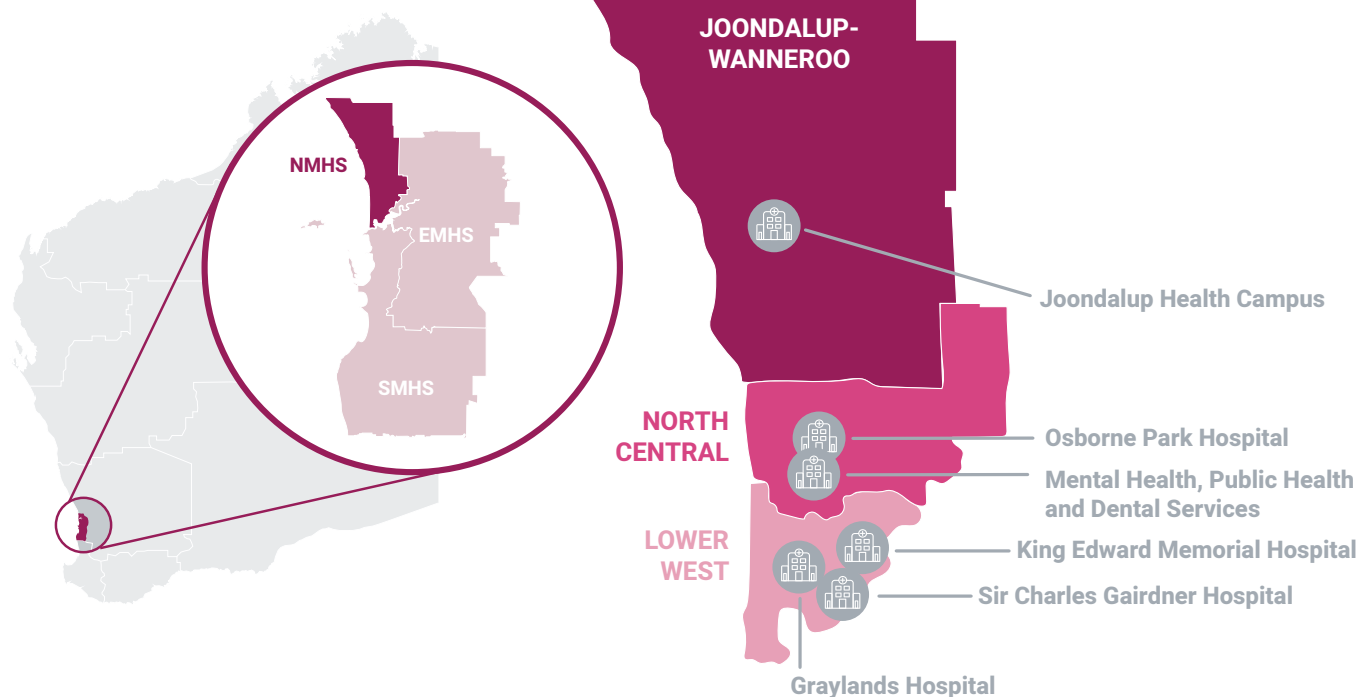 JOONDALUP-
WANNEROO
NMHS
EMHS
SMHS
Joondalup Health Campus
NORTH
CENTRAL
Osborne Park Hospital
Mental Health, Public Health
and Dental Services
LOWER
WEST
King Edward Memorial Hospital
Sir Charles Gairdner Hospital
Graylands Hospital